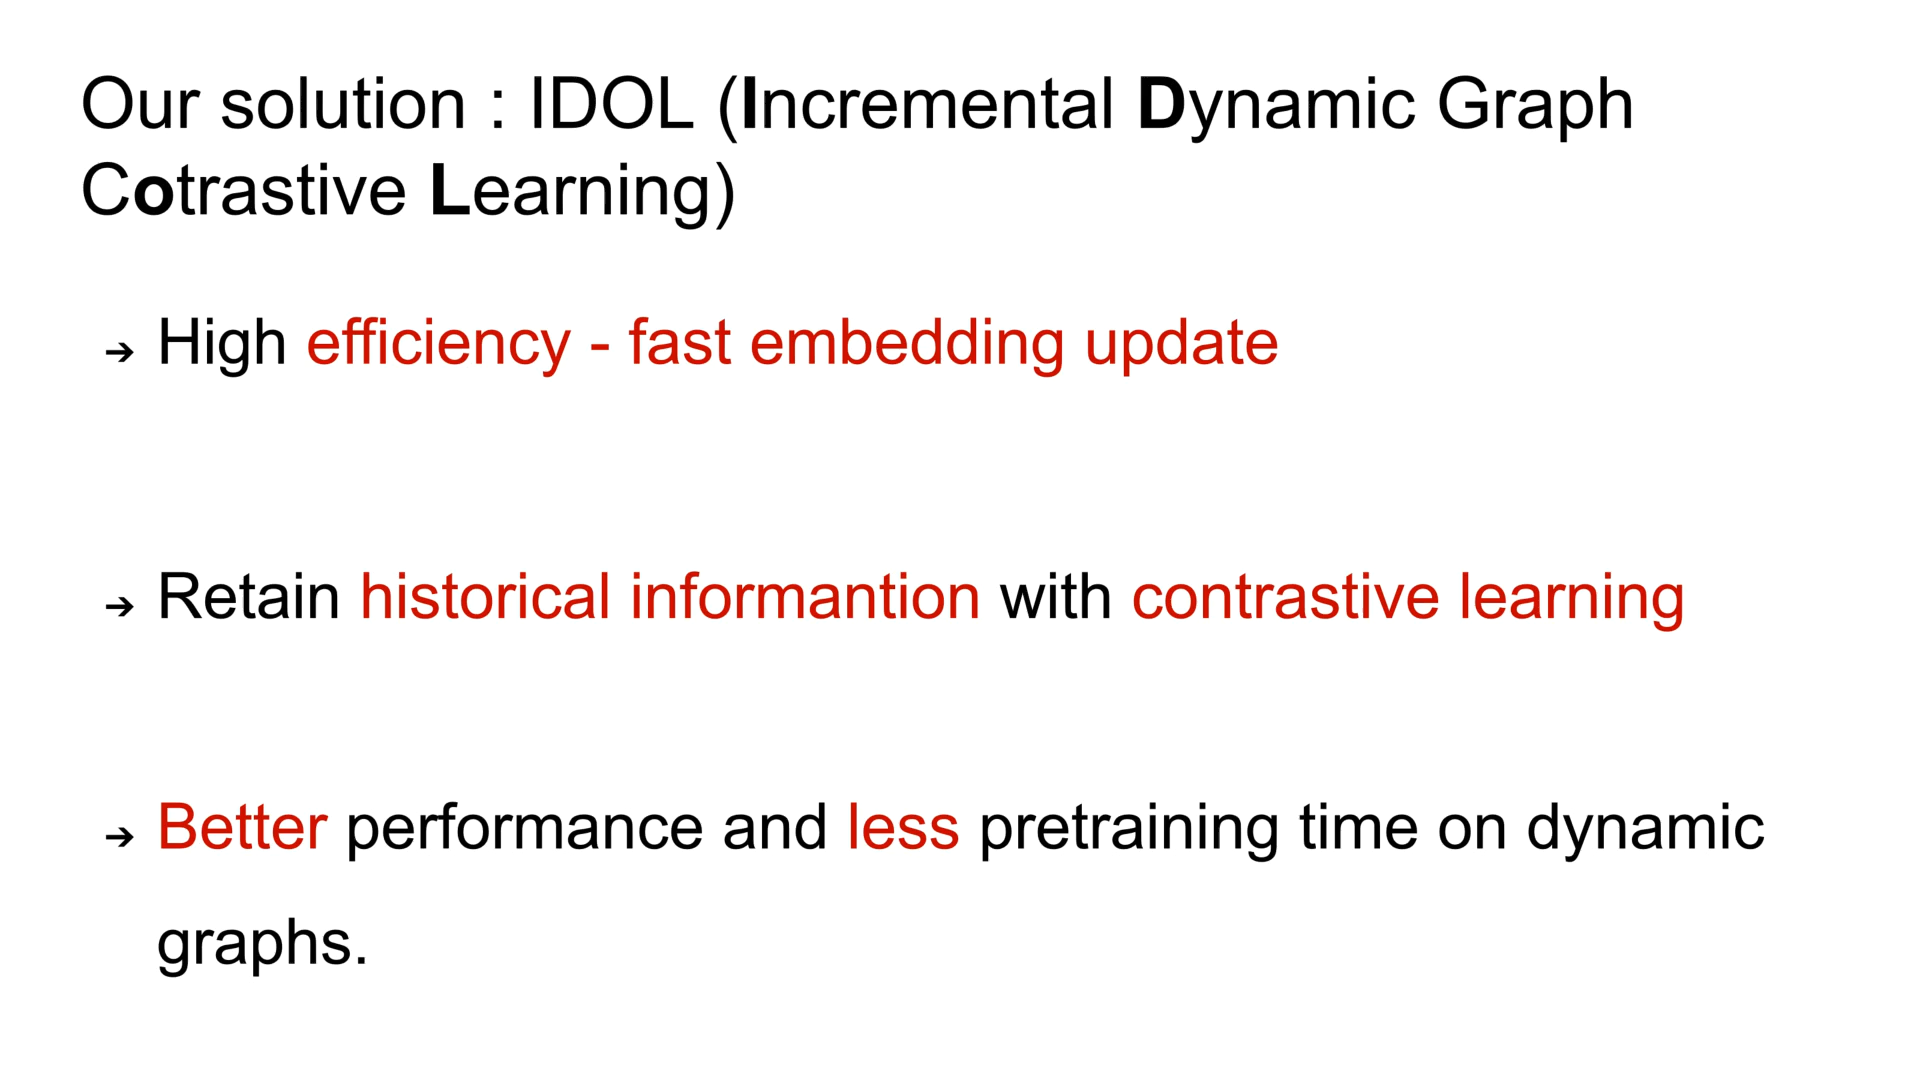 Our solution : IDOL (Incremental Dynamic Graph
Cotrastive Learning)
➔ High efficiency - fast embedding update
➔ Retain historical informantion with contrastive learning
➔ Better performance and less pretraining time on dynamic
graphs.